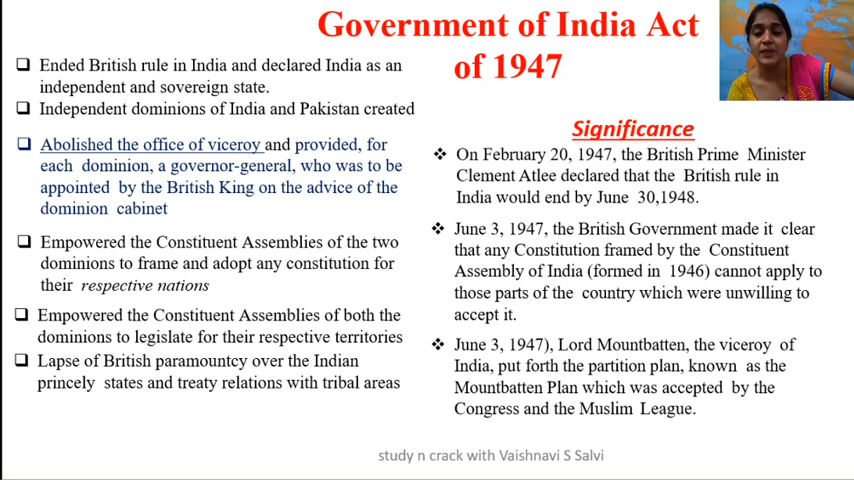 Government of India Act
of 1947
❑ Ended British rule in India and declared India as an
independent and sovereign state.
❑ Independent dominions of India and Pakistan created
❑ Abolished the office of viceroy and provided, for
each dominion, a governor-general, who was to be
appointed by the British King on the advice of the
dominion cabinet
❑ Empowered the Constituent Assemblies of the two
dominions to frame and adopt any constitution for
their respective nations
❑ Empowered the Constituent Assemblies of both the
dominions to legislate for their respective territories
❑ Lapse of British paramountcy over the Indian
princely states and treaty relations with tribal areas
Significance
❖ On February 20, 1947, the British Prime Minister
Clement Atlee declared that the British rule in
India would end by June 30,1948.
❖ June 3, 1947, the British Government made it clear
that any Constitution framed by the Constituent
Assembly of India (formed in 1946) cannot apply to
those parts of the country which were unwilling to
accept it.
❖ June 3, 1947), Lord Mountbatten, the viceroy of
India, put forth the partition plan, known as the
Mountbatten Plan which was accepted by the
Congress and the Muslim League.
study n crack with Vaishnavi S Salvi